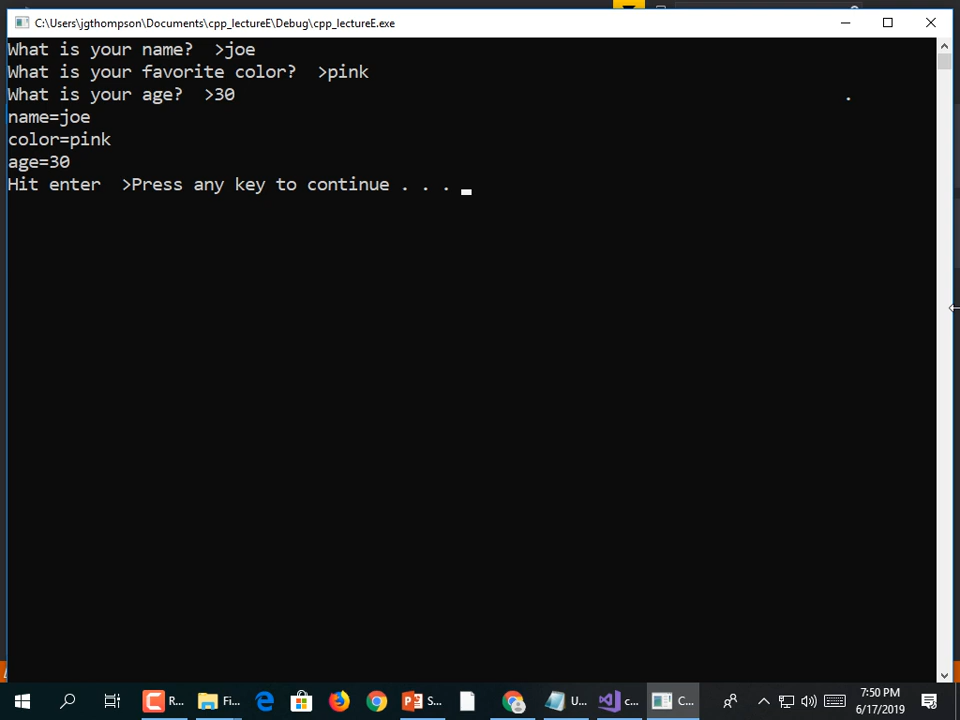 C:\Users\jgthompson\Documents\cpp_lectureE\Debug\cpp_lectureE.exe
What is your name?  >joe
What is your favorite color?  >pink
What is your age?  >30
name=joe
color=pink
age=30
Hit enter  >Press any key to continue . . .
R... Fi... S... U... c... C...
7:50 PM
6/17/2019